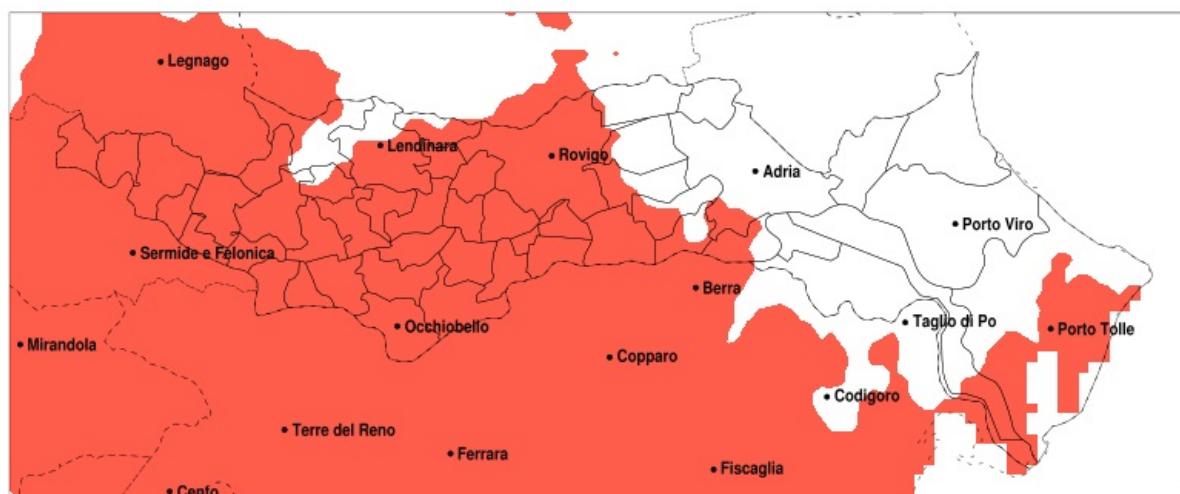 Legnago
Lendinara
Rovigo
Adria
Porto Viro
Sermide e Felonica
Berra
Occhiobello
Taglio di Po
Porto Tolle
Mirandola
Copparo
Codigoro
Terre del Reno
Ferrara
Fiscaglia
Cento